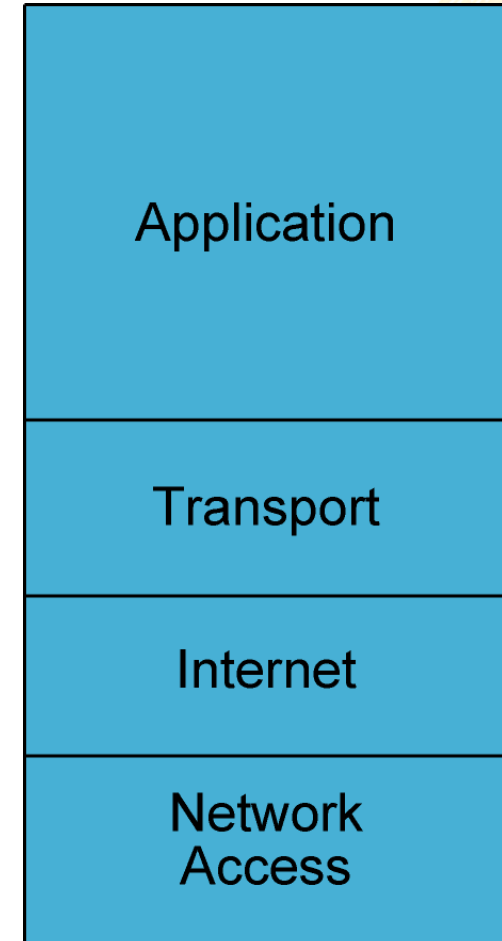 Application
Transport
Internet
Network
Access